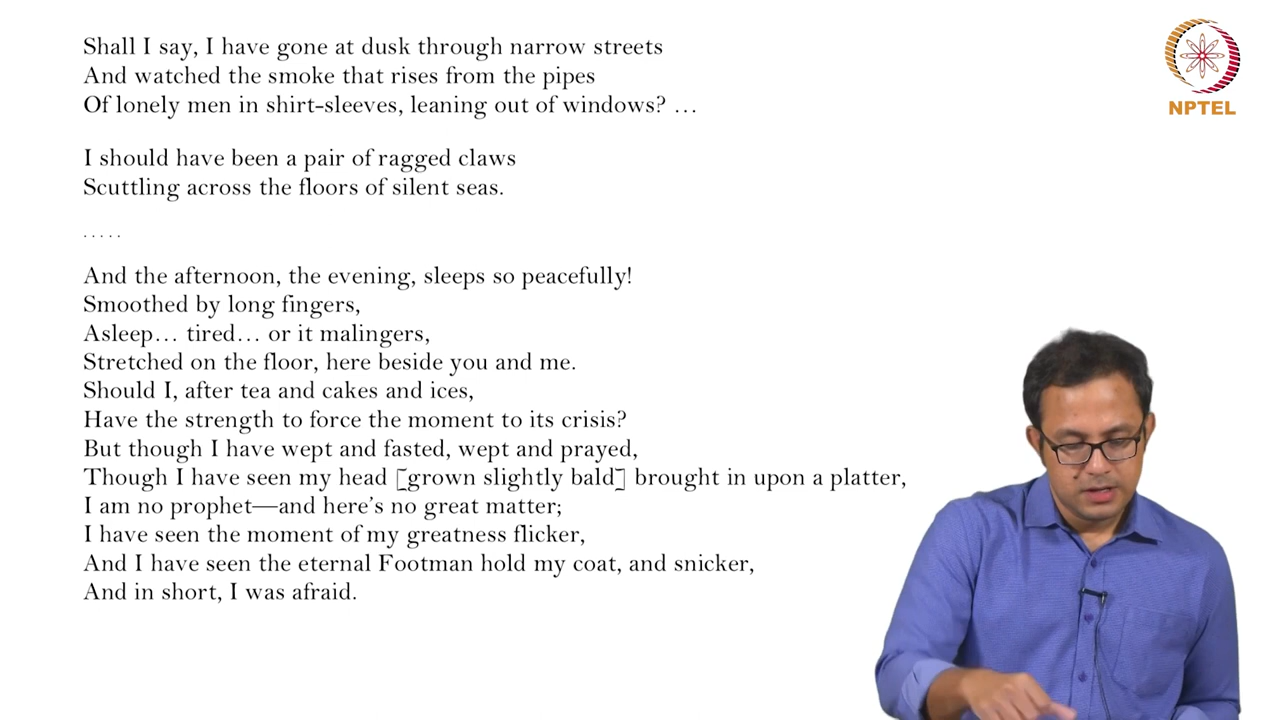 Shall I say, I have gone at dusk through narrow streets
And watched the smoke that rises from the pipes
Of lonely men in shirt-sleeves, leaning out of windows? …
I should have been a pair of ragged claws
Scuttling across the floors of silent seas.
. . . . .
And the afternoon, the evening, sleeps so peacefully!
Smoothed by long fingers,
Asleep… tired… or it malingers,
Stretched on the floor, here beside you and me.
Should I, after tea and cakes and ices,
Have the strength to force the moment to its crisis?
But though I have wept and fasted, wept and prayed,
Though I have seen my head [grown slightly bald] brought in upon a platter,
I am no prophet—and here’s no great matter;
I have seen the moment of my greatness flicker,
And I have seen the eternal Footman hold my coat, and snicker,
And in short, I was afraid.
NPTEL